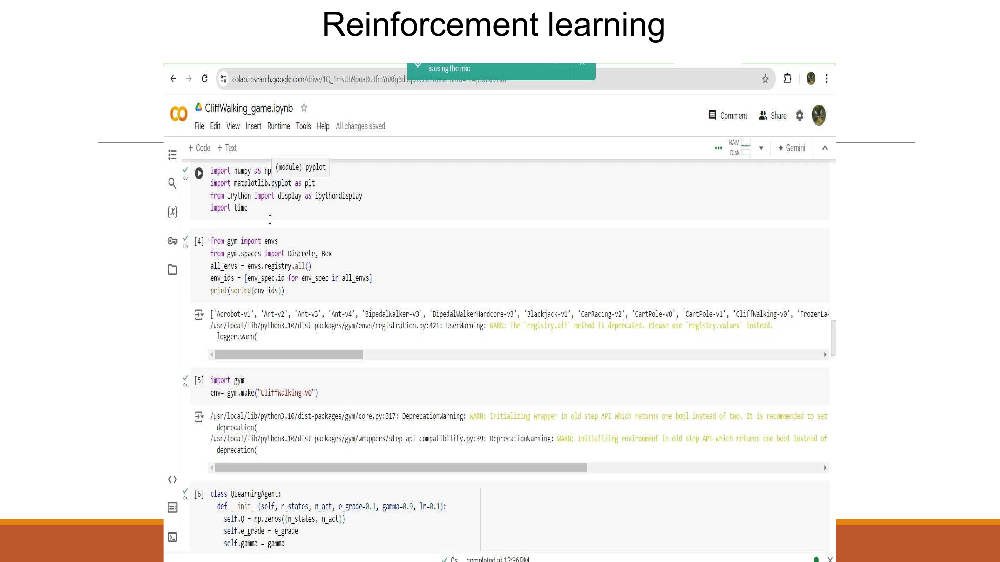 Reinforcement learning
is using the mic
colab.research.google.com/drive/1Q_1msUh9puaRuTfmYnXfg6d3
CliffWalking_game.ipynb
File Edit View Insert Runtime Tools Help All changes saved
Comment Share
+ Code + Text
RAM
Disk
Gemini
(module) pyplot
0s
import numpy as np
import matplotlib.pyplot as plt
from IPython import display as ipythondisplay
import time
0s
[4] from gym import envs
from gym.spaces import Discrete, Box
all_envs = envs.registry.all()
env_ids = [env_spec.id for env_spec in all_envs]
print(sorted(env_ids))
['Acrobot-v1', 'Ant-v2', 'Ant-v3', 'Ant-v4', 'BipedalWalker-v3', 'BipedalWalkerHardcore-v3', 'Blackjack-v1', 'CarRacing-v2', 'CartPole-v0', 'CartPole-v1', 'CliffWalking-v0', 'FrozenLak
/usr/local/lib/python3.10/dist-packages/gym/envs/registration.py:421: UserWarning: WARN: The `registry.all` method is deprecated. Please use `registry.values` instead.
logger.warn(
0s
[5] import gym
env= gym.make("CliffWalking-v0")
/usr/local/lib/python3.10/dist-packages/gym/core.py:317: DeprecationWarning: WARN: Initializing wrapper in old step API which returns one bool instead of two. It is recommended to set
deprecation(
/usr/local/lib/python3.10/dist-packages/gym/wrappers/step_api_compatibility.py:39: DeprecationWarning: WARN: Initializing environment in old step API which returns one bool instead of
deprecation(
0s
[6] class QlearningAgent:
def __init__(self, n_states, n_act, e_grade=0.1, gamma=0.9, lr=0.1):
self.Q = np.zeros((n_states, n_act))
self.e_grade = e_grade
self.gamma = gamma
0s completed at 12:36 PM